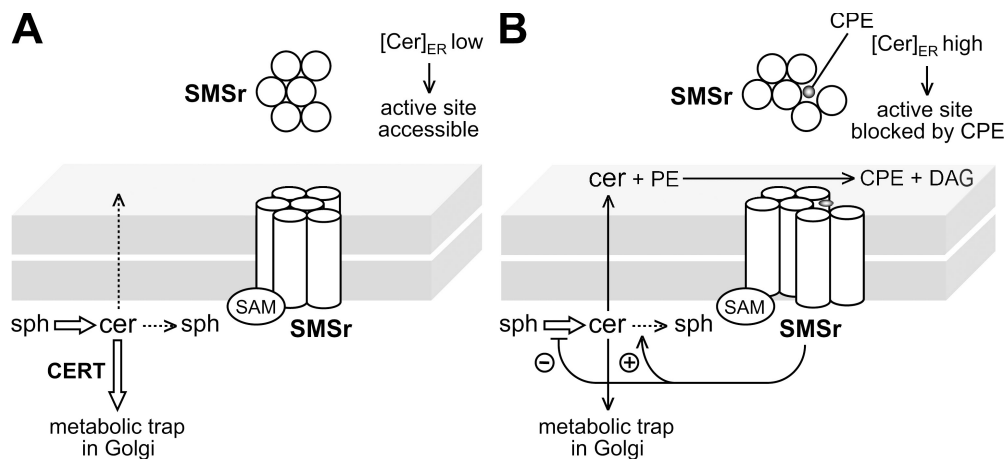 A
[Cer]ER low
SMSr
active site
accessible
SAM
sph cer sph
SMSr
CERT
metabolic trap
in Golgi
B
CPE
[Cer]ER high
SMSr
active site
blocked by CPE
cer + PE CPE + DAG
SAM
sph cer sph
SMSr
− +
metabolic trap
in Golgi